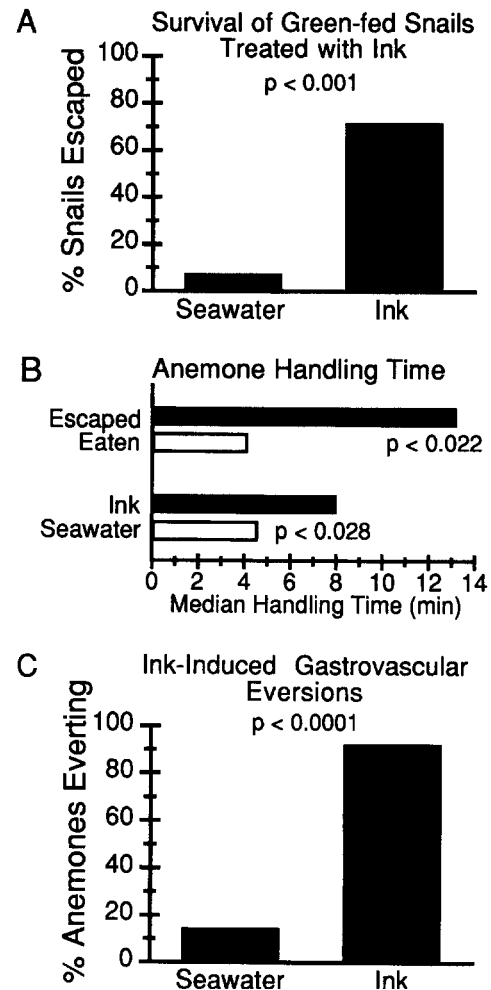 A
Survival of Green-fed Snails
Treated with Ink
p < 0.001
% Snails Escaped
100
80
60
40
20
0
Seawater
Ink
B
Anemone Handling Time
Escaped
Eaten
p < 0.022
Ink
Seawater
p < 0.028
0 2 4 6 8 10 12 14
Median Handling Time (min)
C
Ink-Induced Gastrovascular
Eversions
p < 0.0001
% Anemones Everting
100
80
60
40
20
0
Seawater
Ink